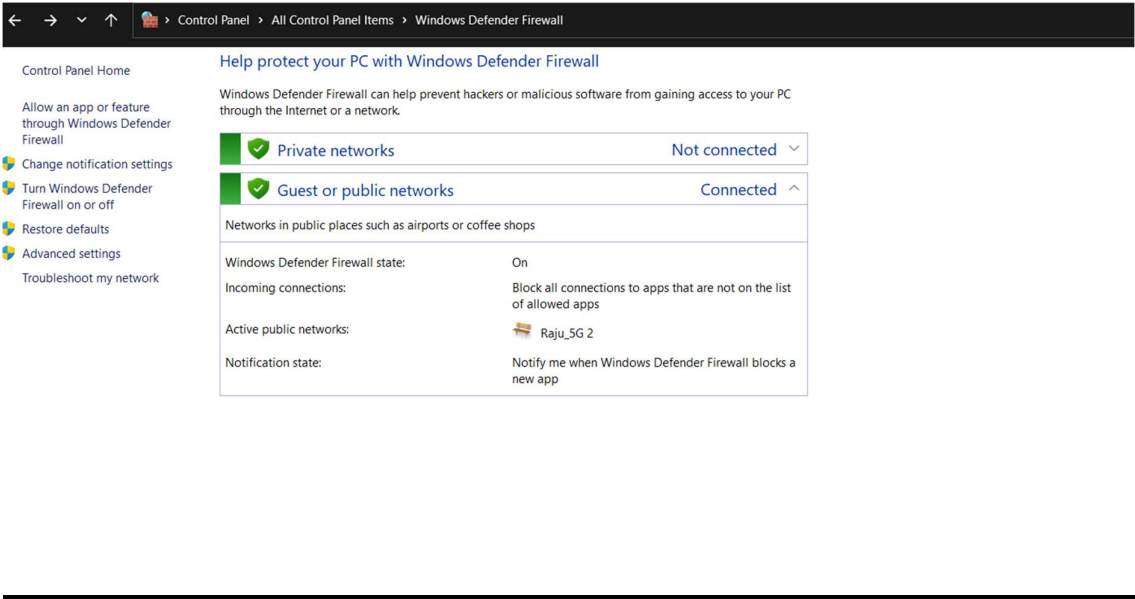 Control Panel > All Control Panel Items > Windows Defender Firewall
Control Panel Home
Allow an app or feature
through Windows Defender
Firewall
Change notification settings
Turn Windows Defender
Firewall on or off
Restore defaults
Advanced settings
Troubleshoot my network
Help protect your PC with Windows Defender Firewall
Windows Defender Firewall can help prevent hackers or malicious software from gaining access to your PC
through the Internet or a network.
Private networks Not connected
Guest or public networks Connected
Networks in public places such as airports or coffee shops
Windows Defender Firewall state: On
Incoming connections: Block all connections to apps that are not on the list
of allowed apps
Active public networks: Raju_5G 2
Notification state: Notify me when Windows Defender Firewall blocks a
new app